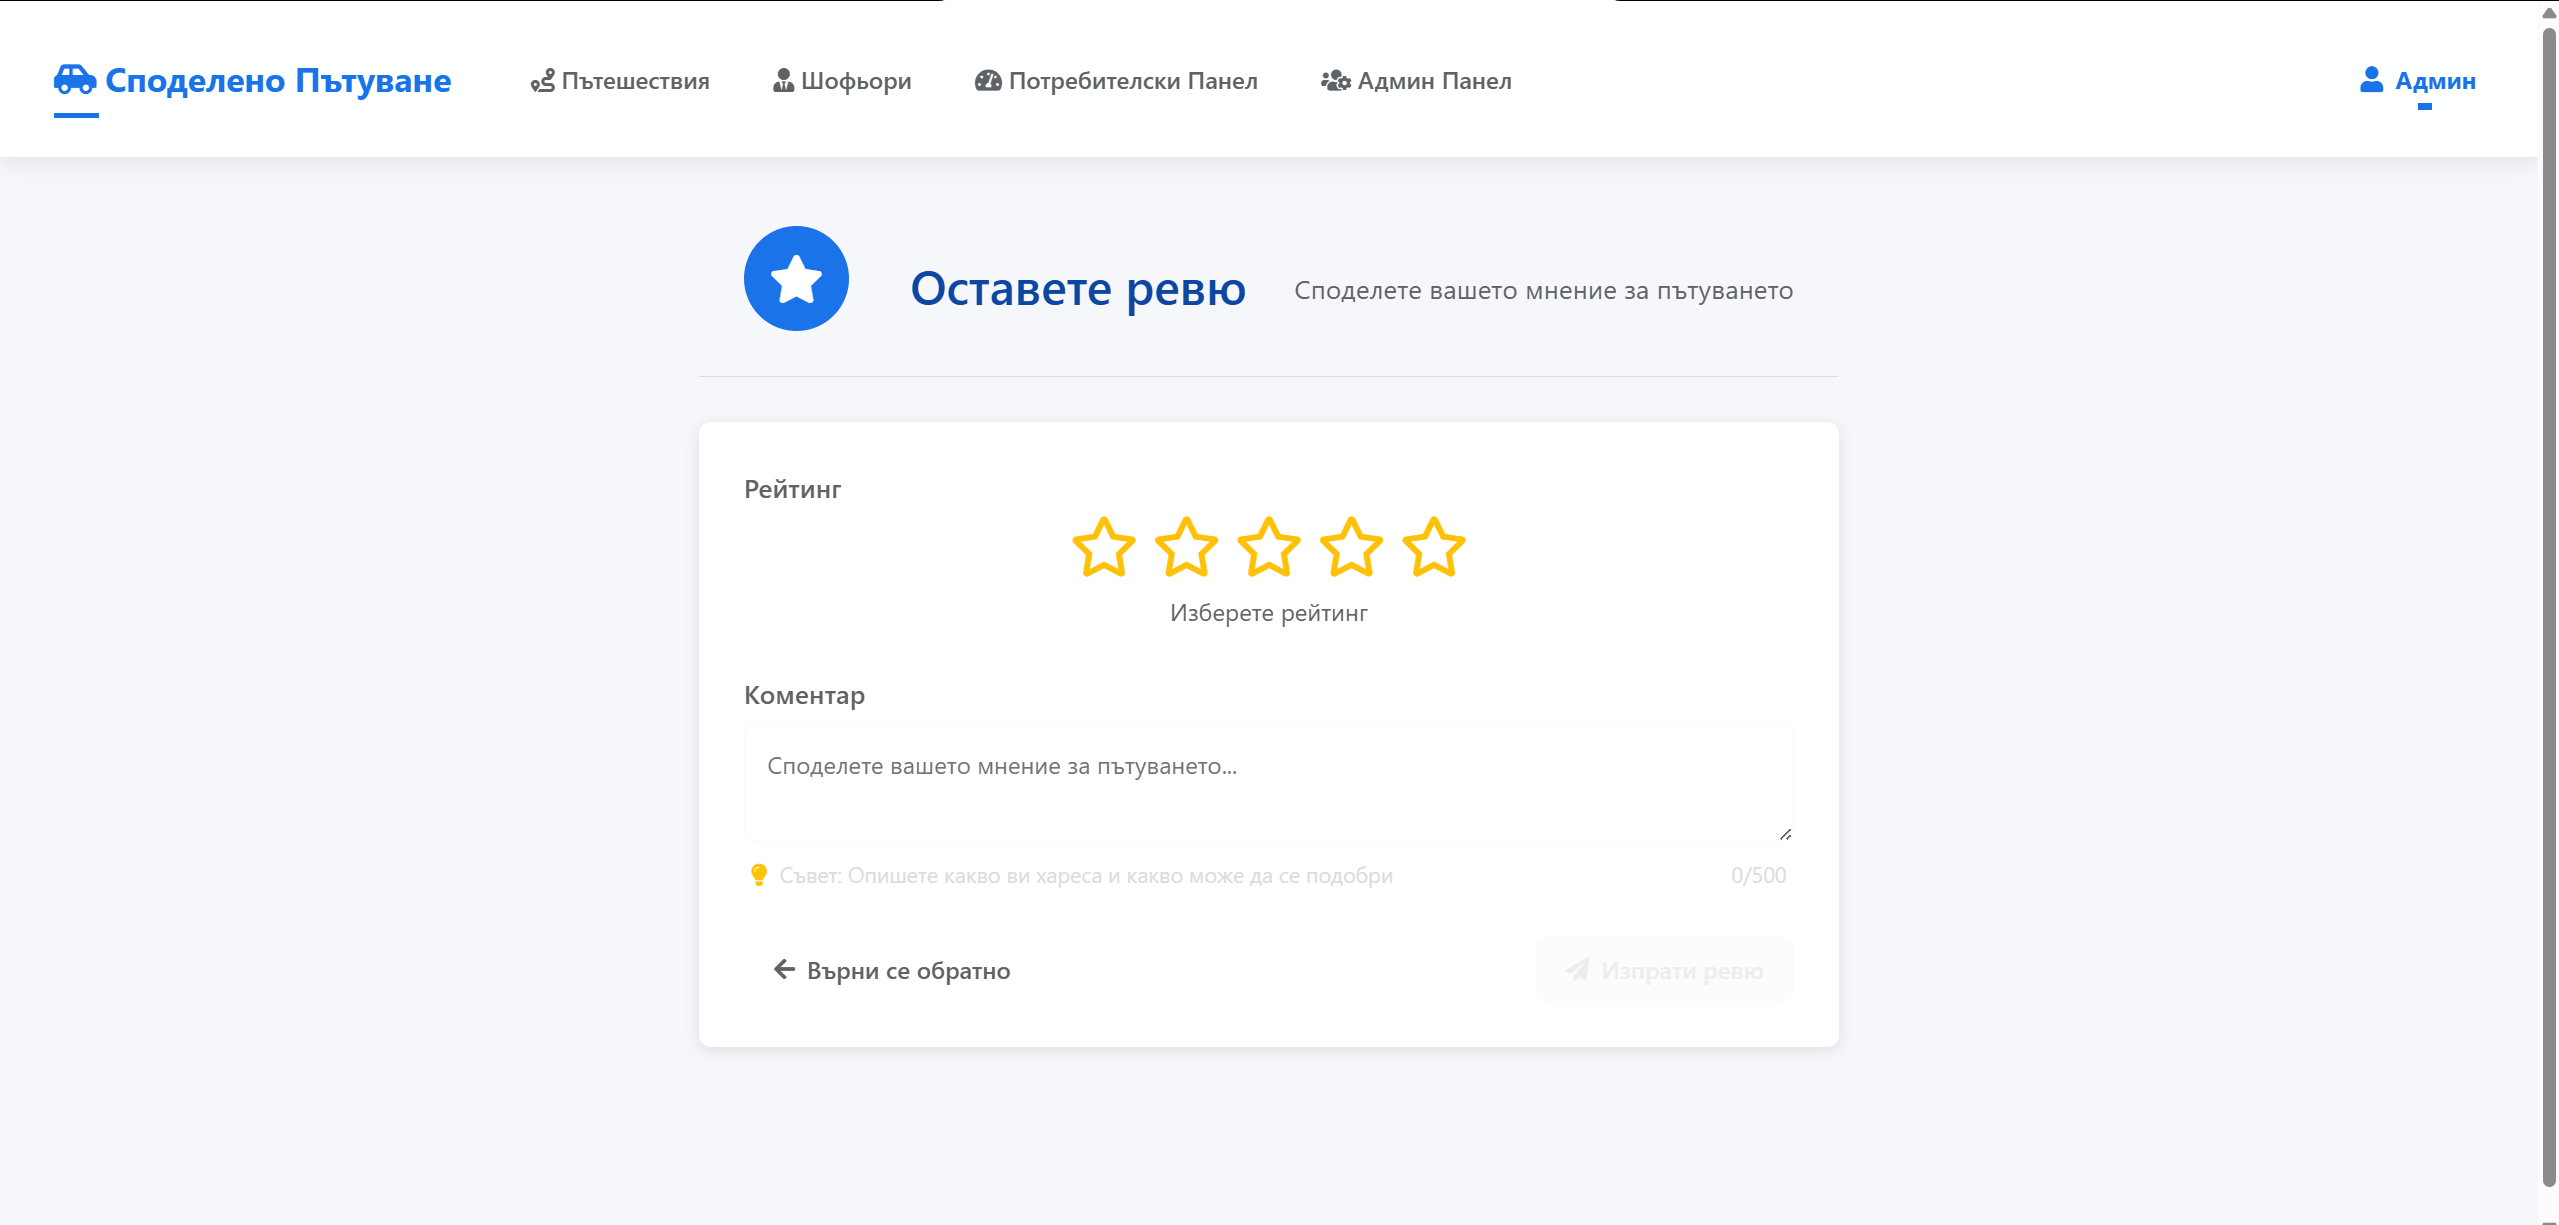 Споделено Пътуване
Пътешествия
Шофьори
Потребителски Панел
Админ Панел
Админ
Оставете ревю
Споделете вашето мнение за пътуването
Рейтинг
Изберете рейтинг
Коментар
Споделете вашето мнение за пътуването...
Съвет: Опишете какво ви хареса и какво може да се подобри
0/500
Върни се обратно
Изпрати ревю